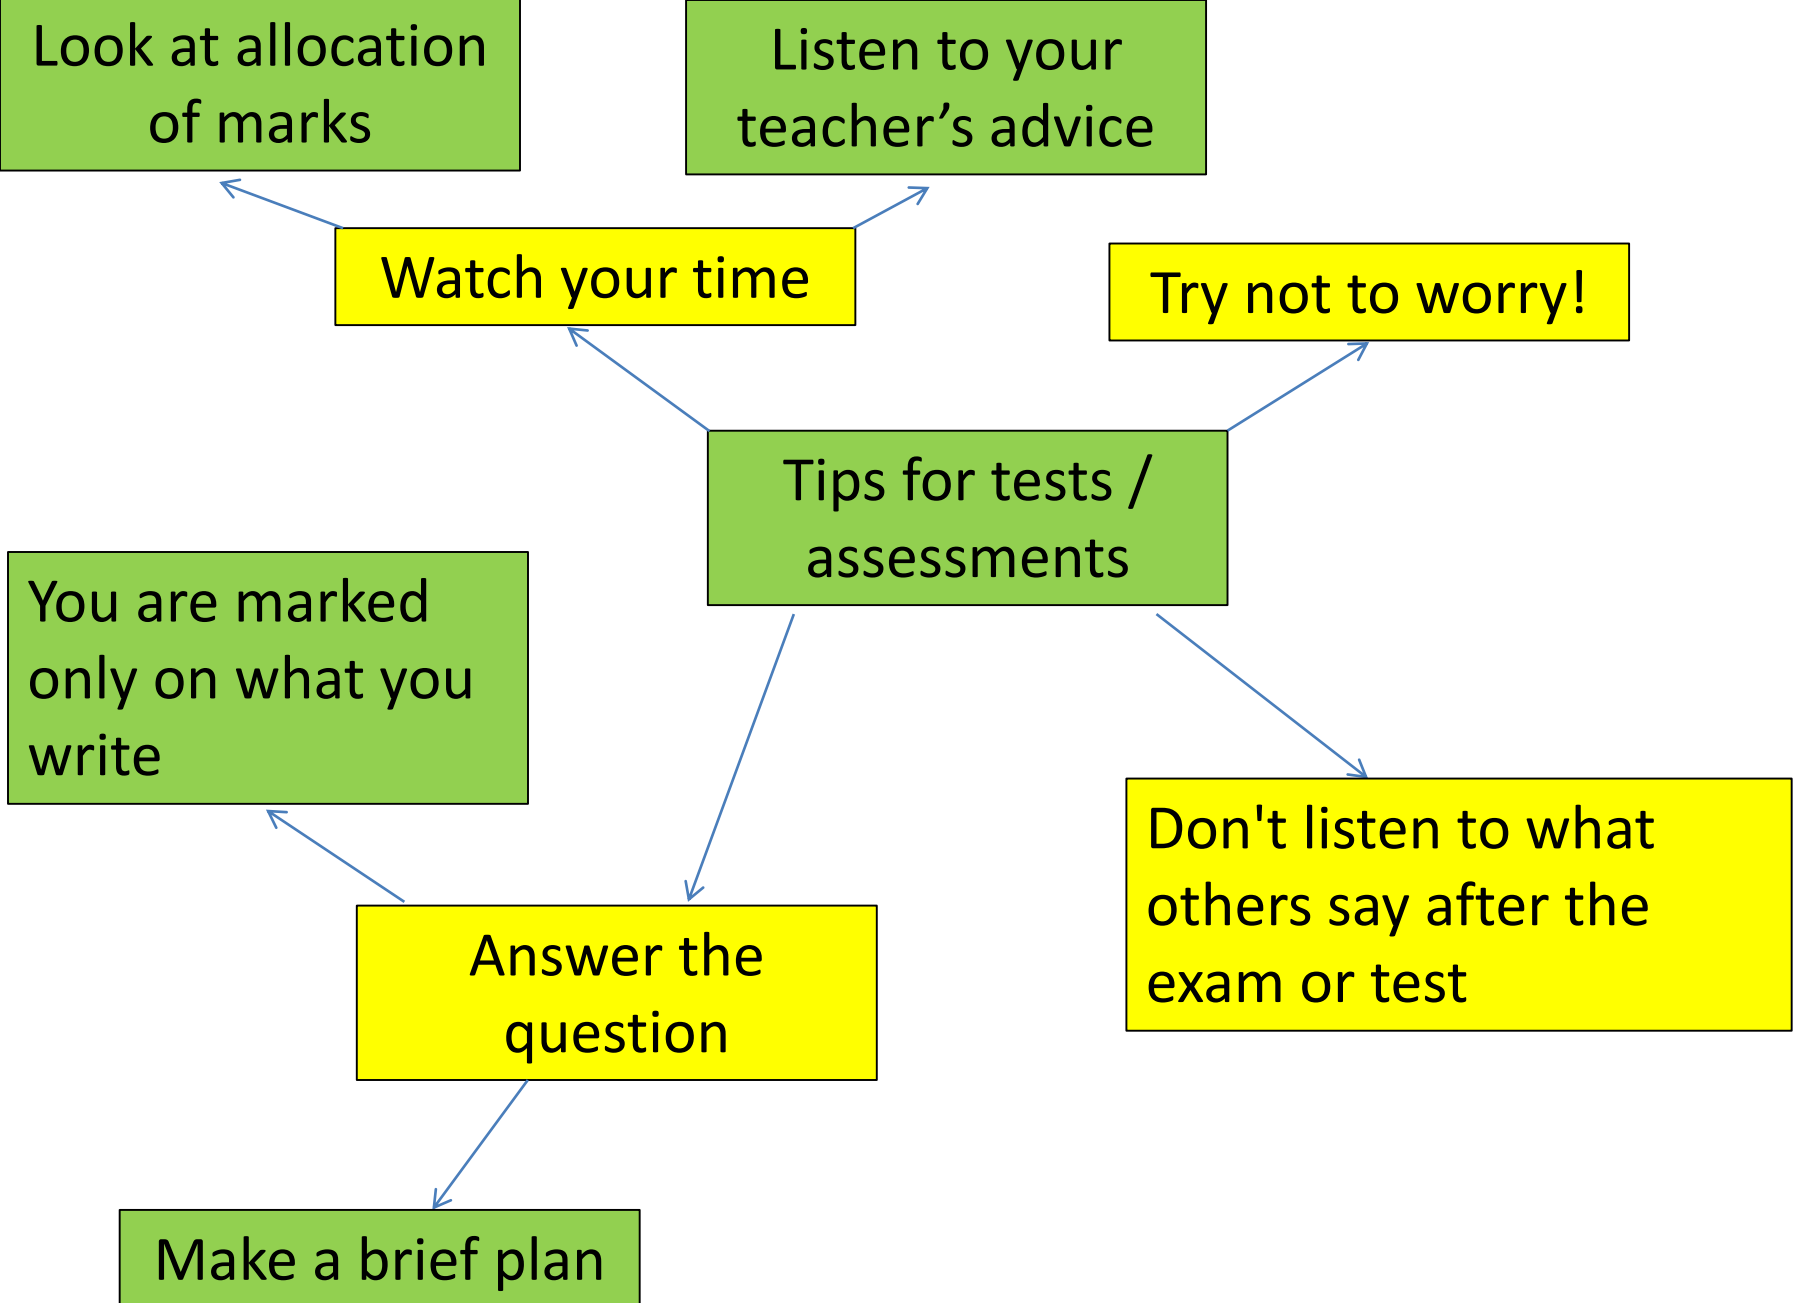 Look at allocation
of marks
Listen to your
teacher’s advice
Watch your time
Try not to worry!
Tips for tests /
assessments
You are marked
only on what you
write
Don't listen to what
others say after the
exam or test
Answer the
question
Make a brief plan